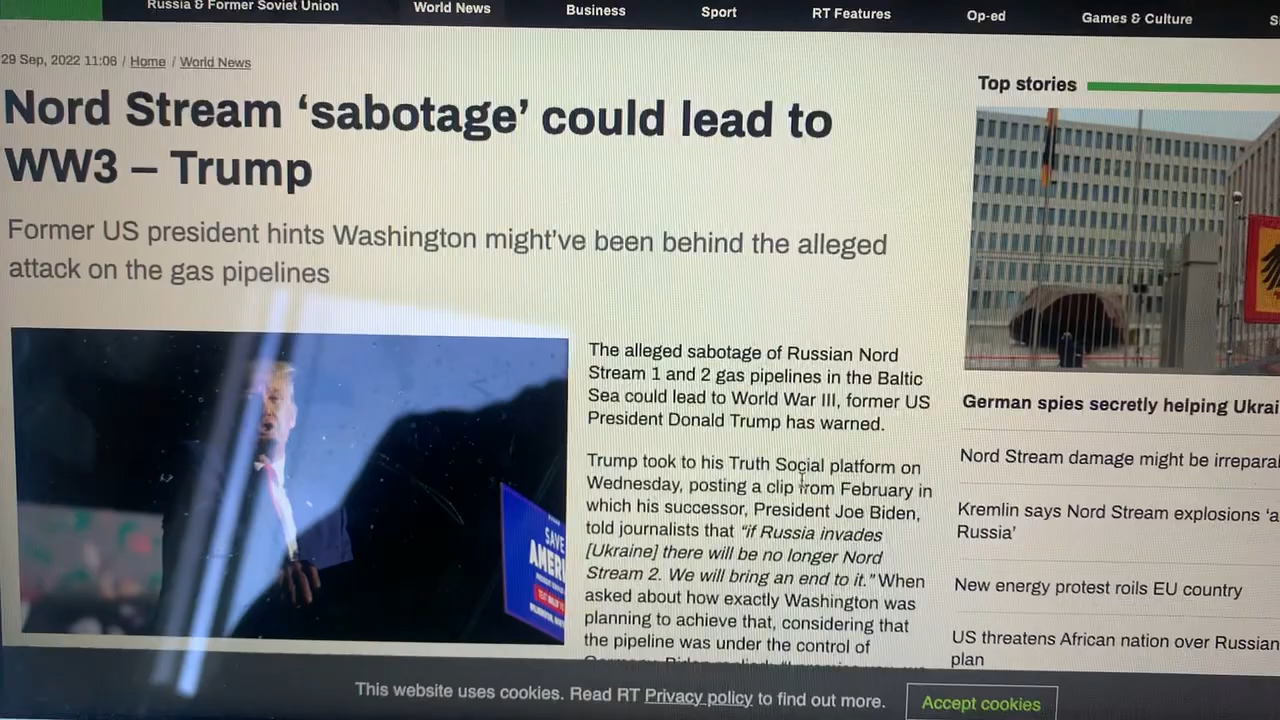 Russia & Former Soviet Union World News Business Sport RT Features Op-ed Games & Culture
29 Sep, 2022 11:06 / Home / World News
Nord Stream ‘sabotage’ could lead to
WW3 – Trump
Former US president hints Washington might’ve been behind the alleged
attack on the gas pipelines
The alleged sabotage of Russian Nord
Stream 1 and 2 gas pipelines in the Baltic
Sea could lead to World War III, former US
President Donald Trump has warned.
Trump took to his Truth Social platform on
Wednesday, posting a clip from February in
which his successor, President Joe Biden,
told journalists that “if Russia invades
[Ukraine] there will be no longer Nord
Stream 2. We will bring an end to it.” When
asked about how exactly Washington was
planning to achieve that, considering that
the pipeline was under the control of
SAVE
AMERI
Top stories
German spies secretly helping Ukrai
Nord Stream damage might be irreparal
Kremlin says Nord Stream explosions ‘a
Russia’
New energy protest roils EU country
US threatens African nation over Russian
plan
This website uses cookies. Read RT Privacy policy to find out more. Accept cookies